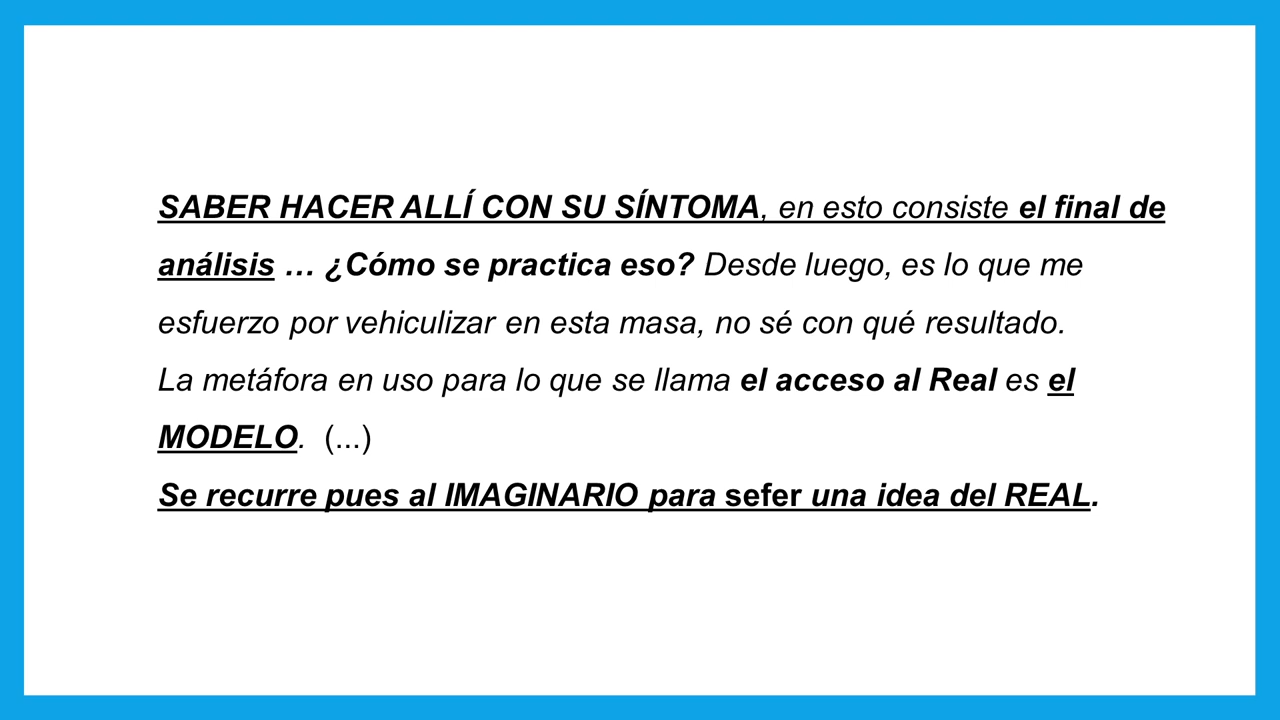 SABER HACER ALLÍ CON SU SÍNTOMA, en esto consiste el final de
análisis … ¿Cómo se practica eso? Desde luego, es lo que me
esfuerzo por vehiculizar en esta masa, no sé con qué resultado.
La metáfora en uso para lo que se llama el acceso al Real es el
MODELO. (...)
Se recurre pues al IMAGINARIO para sefer una idea del REAL.